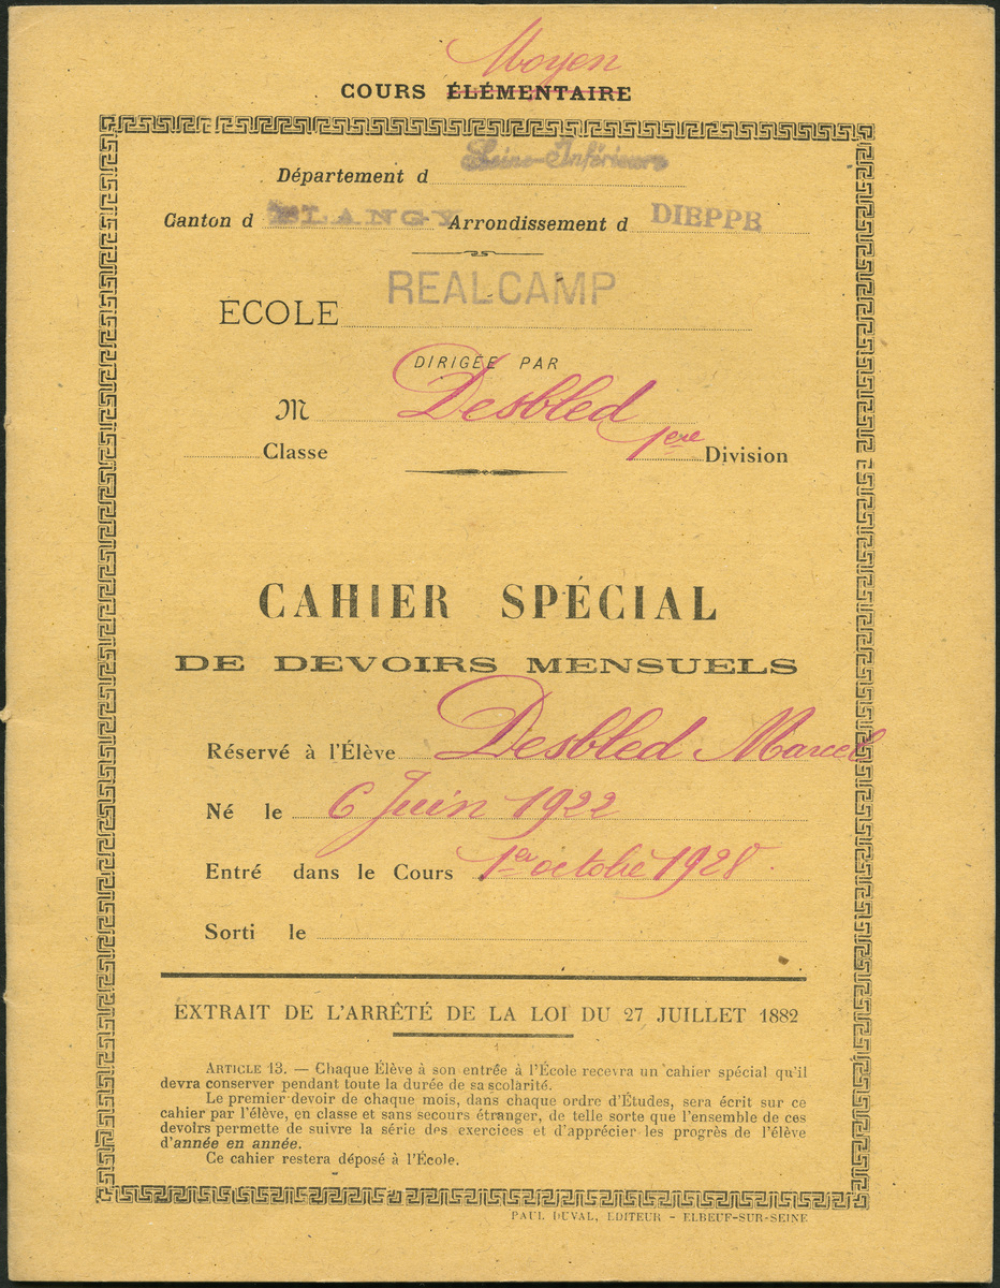 Moyen
COURS ÉLÉMENTAIRE
Département d Seine-Inférieure
Canton d BLANGY Arrondissement d DIEPPE
ÉCOLE REALCAMP
DIRIGÉE PAR
M Desbled
Classe 1ere Division
CAHIER SPÉCIAL
DE DEVOIRS MENSUELS
Réservé à l'Élève Desbled Marcel
Né le 6 Juin 1922
Entré dans le Cours 1er octobre 1928.
Sorti le
EXTRAIT DE L'ARRÊTÉ DE LA LOI DU 27 JUILLET 1882
ARTICLE 13. — Chaque Élève à son entrée à l'École recevra un cahier spécial qu'il
devra conserver pendant toute la durée de sa scolarité.
Le premier devoir de chaque mois, dans chaque ordre d'Études, sera écrit sur ce
cahier par l'élève, en classe et sans secours étranger, de telle sorte que l'ensemble de ces
devoirs permette de suivre la série des exercices et d'apprécier les progrès de l'élève
d'année en année.
Ce cahier restera déposé à l'École.
PAUL DUVAL, EDITEUR - ELBEUF-SUR-SEINE